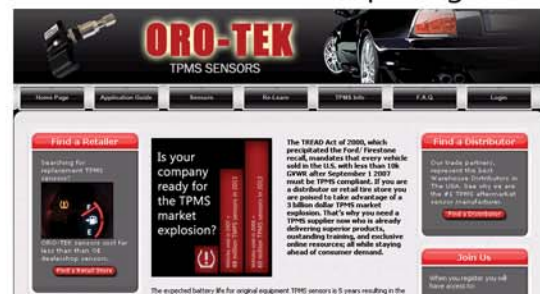 ORO-TEK
TPMS SENSORS
Home Page
Application Guide
Sensors
Re-Learn
TPMS Info
F.A.Q.
Login
Find a Retailer
Searching for
replacement TPMS
sensors?
ORO-TEK sensors cost far
less than than OE
dealership sensors.
Find a Retail Store
Is your
company
ready for
the TPMS
market
explosion?
The TREAD Act of 2000, which
precipitated the Ford/ Firestone
recall, mandates that every vehicle
sold in the U.S. with less than 10k
GVWR after September 1 2007
must be TPMS compliant. If you are
a distributor or retail tire store you
are poised to take advantage of a
3 billion dollar TPMS market
explosion. That's why you need a
TPMS supplier now who is already
delivering superior products,
oustanding training, and exclusive
online resources; all while staying
ahead of consumer demand.
The expected battery life for original equipment TPMS sensors is 5 years resulting in the
Find a Distributor
Our trade partners,
represent the best
Warehouse Distributors in
The USA. See why we are
the #1 TPMS aftermarket
sensor manufacturer.
Find a Distributor
Join Us
When you register you will
have access to: